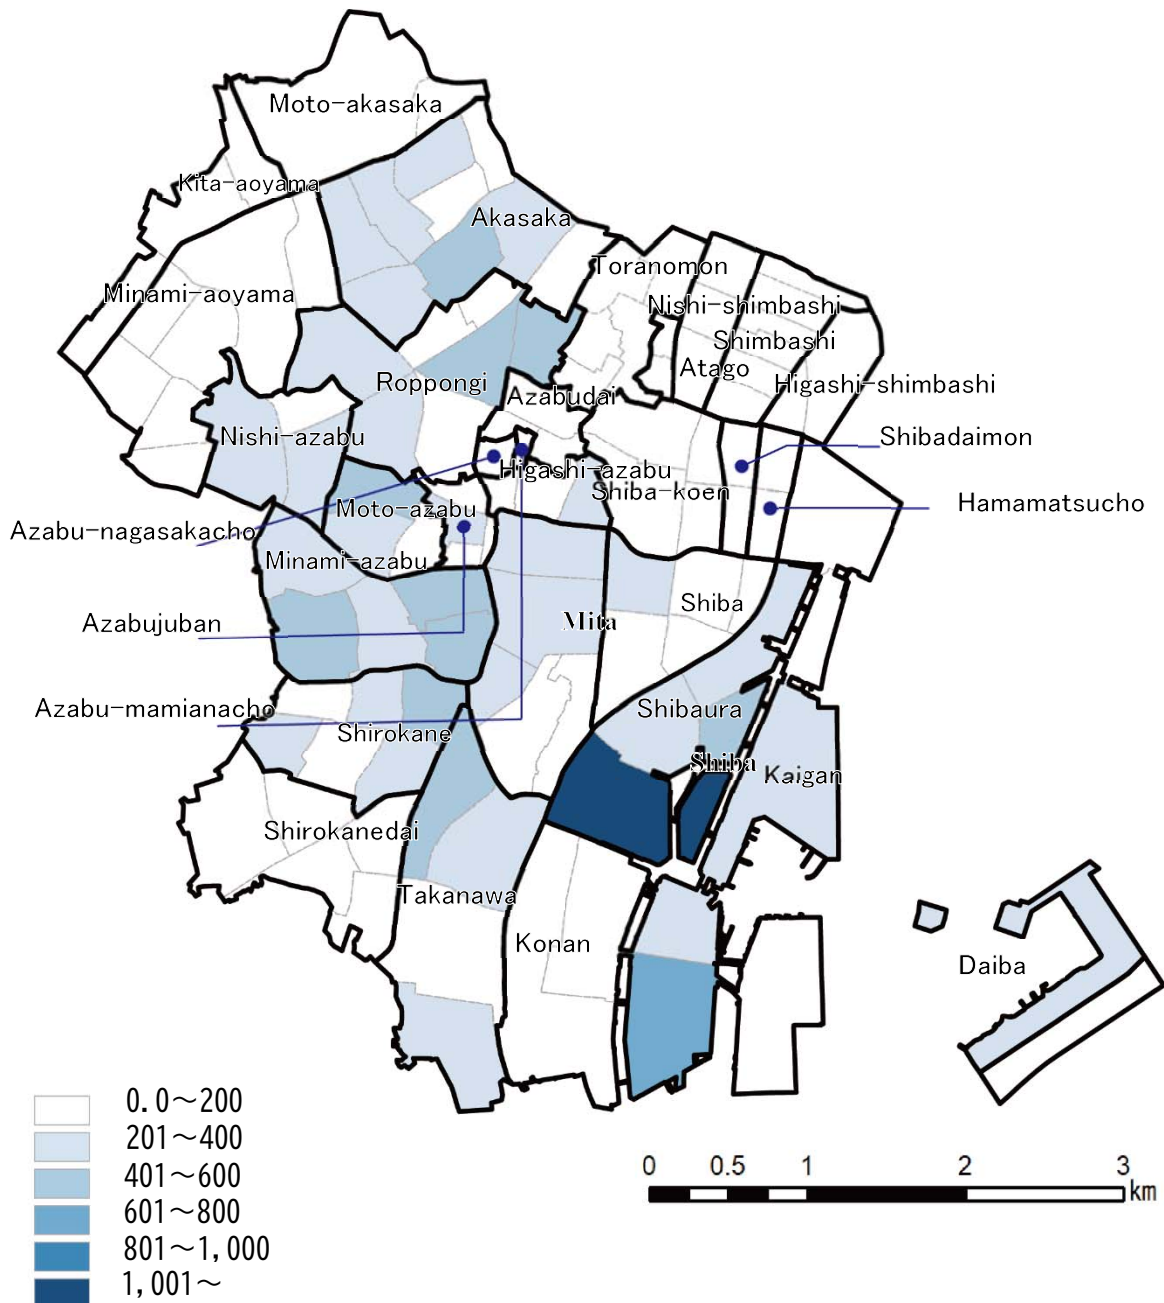 Moto-akasaka
Kita-aoyama
Akasaka
Toranomon
Minami-aoyama
Nishi-shimbashi
Shimbashi
Atago
Roppongi
Higashi-shimbashi
Azabudai
Nishi-azabu
Shibadaimon
Higashi-azabu
Shiba-koen
Hamamatsucho
Moto-azabu
Azabu-nagasakacho
Minami-azabu
Shiba
Azabujuban
Mita
Azabu-mamianacho
Shibaura
Shirokane
Shiba
Kaigan
Shirokanedai
Takanawa
Konan
Daiba
0.0～200
201～400
401～600
601～800
801～1,000
1,001～
0 0.5 1 2 3
km